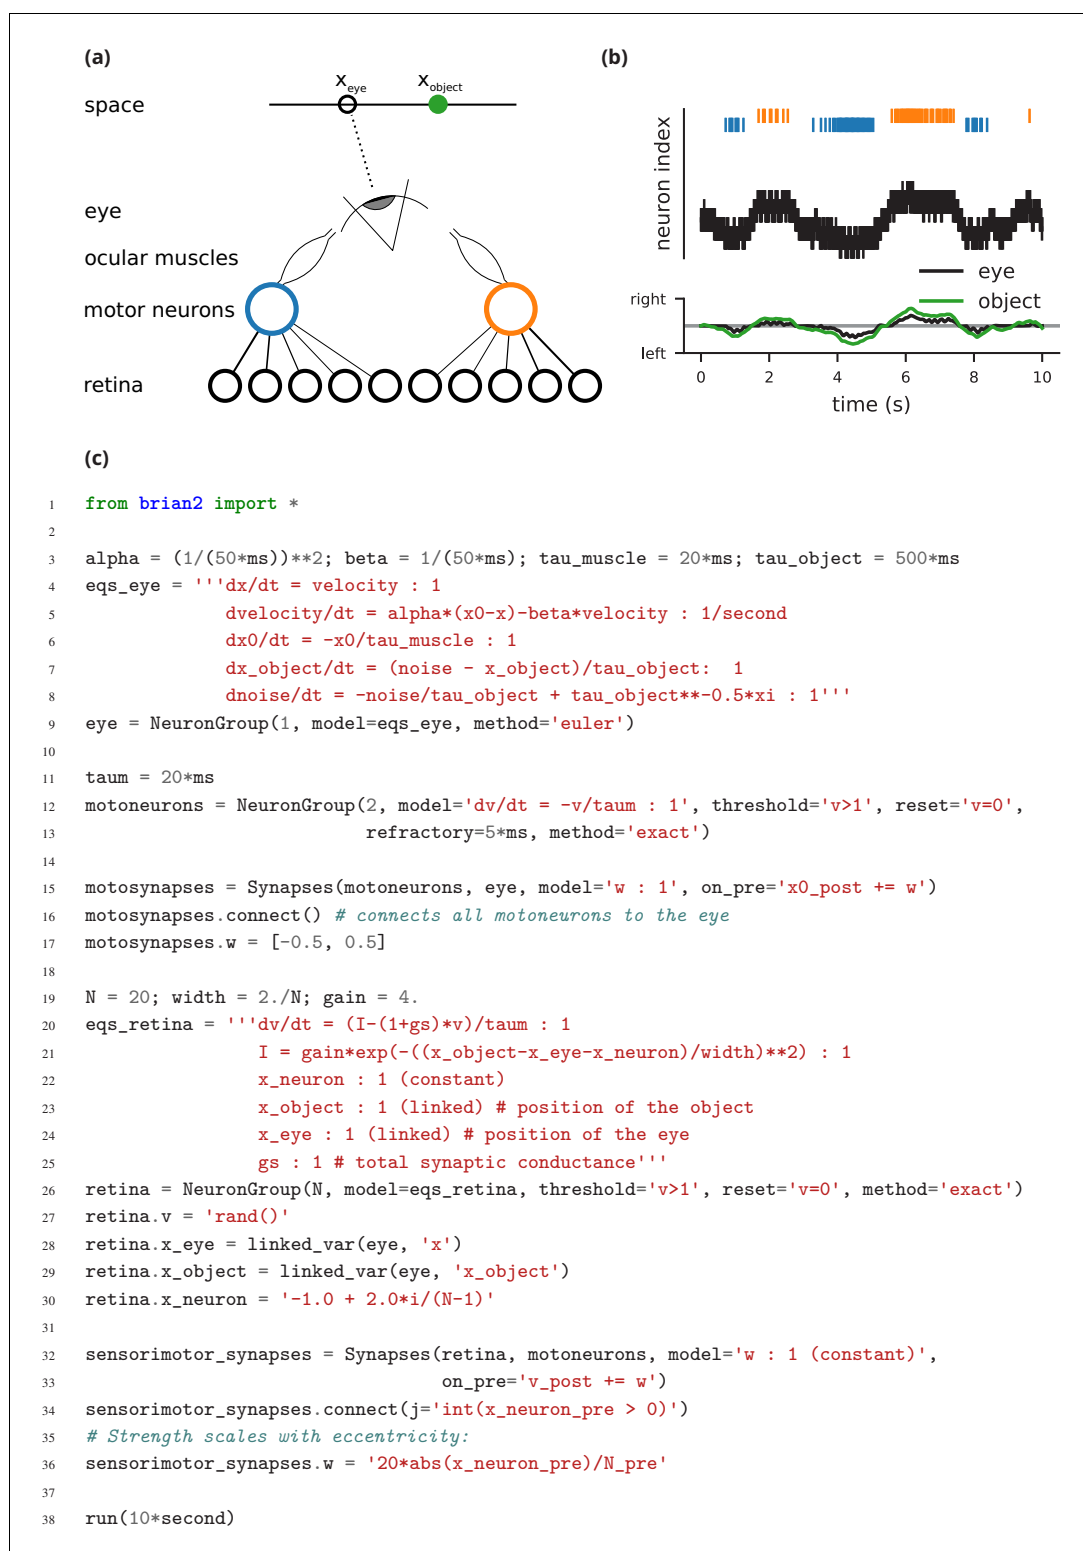 (a)
x_eye
x_object
space
eye
ocular muscles
motor neurons
retina
(b)
neuron index
eye
object
right
left
0 2 4 6 8 10
time (s)
(c)
1 from brian2 import *
2
3 alpha = (1/(50*ms))**2; beta = 1/(50*ms); tau_muscle = 20*ms; tau_object = 500*ms
4 eqs_eye = '''dx/dt = velocity : 1
5 dvelocity/dt = alpha*(x0-x)-beta*velocity : 1/second
6 dx0/dt = -x0/tau_muscle : 1
7 dx_object/dt = (noise - x_object)/tau_object:  1
8 dnoise/dt = -noise/tau_object + tau_object**-0.5*xi : 1'''
9 eye = NeuronGroup(1, model=eqs_eye, method='euler')
10
11 taum = 20*ms
12 motoneurons = NeuronGroup(2, model='dv/dt = -v/taum : 1', threshold='v>1', reset='v=0',
13 refractory=5*ms, method='exact')
14
15 motosynapses = Synapses(motoneurons, eye, model='w : 1', on_pre='x0_post += w')
16 motosynapses.connect() # connects all motoneurons to the eye
17 motosynapses.w = [-0.5, 0.5]
18
19 N = 20; width = 2./N; gain = 4.
20 eqs_retina = '''dv/dt = (I-(1+gs)*v)/taum : 1
21 I = gain*exp(-((x_object-x_eye-x_neuron)/width)**2) : 1
22 x_neuron : 1 (constant)
23 x_object : 1 (linked) # position of the object
24 x_eye : 1 (linked) # position of the eye
25 gs : 1 # total synaptic conductance'''
26 retina = NeuronGroup(N, model=eqs_retina, threshold='v>1', reset='v=0', method='exact')
27 retina.v = 'rand()'
28 retina.x_eye = linked_var(eye, 'x')
29 retina.x_object = linked_var(eye, 'x_object')
30 retina.x_neuron = '-1.0 + 2.0*i/(N-1)'
31
32 sensorimotor_synapses = Synapses(retina, motoneurons, model='w : 1 (constant)',
33 on_pre='v_post += w')
34 sensorimotor_synapses.connect(j='int(x_neuron_pre > 0)')
35 # Strength scales with eccentricity:
36 sensorimotor_synapses.w = '20*abs(x_neuron_pre)/N_pre'
37
38 run(10*second)